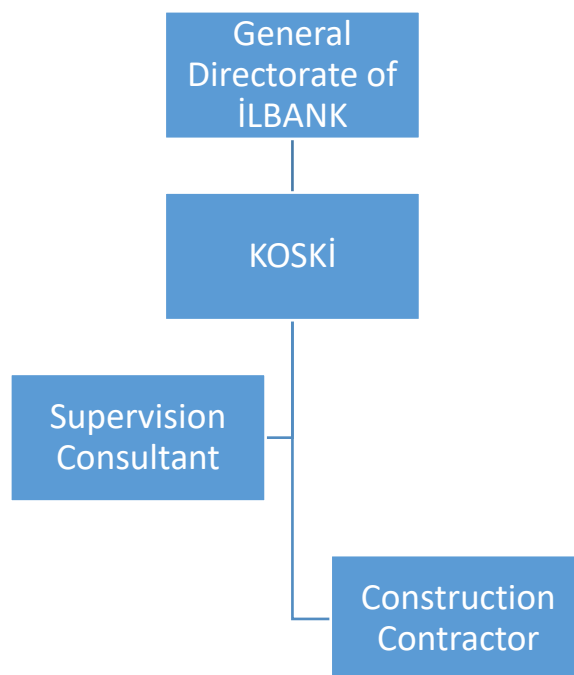 General
Directorate of
İLBANK
KOSKİ
Supervision
Consultant
Construction
Contractor